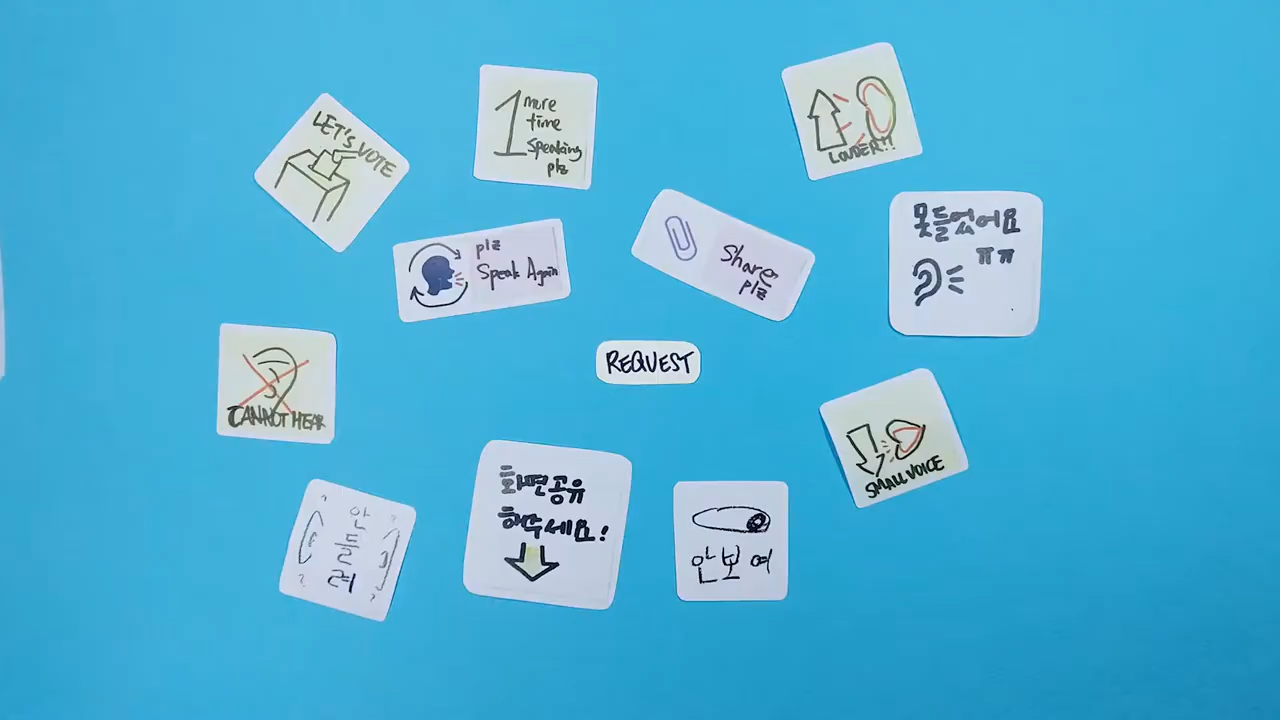 LET'S VOTE
1 more
time
speaking
plz
LOUDER!!
plz
Speak Again
Share
plz
못들었어요
ㅠㅠ
REQUEST
CANNOT HEAR
SMALL VOICE
? 안 ?
들
? 려 ?
화면공유
해주세요!
안보여